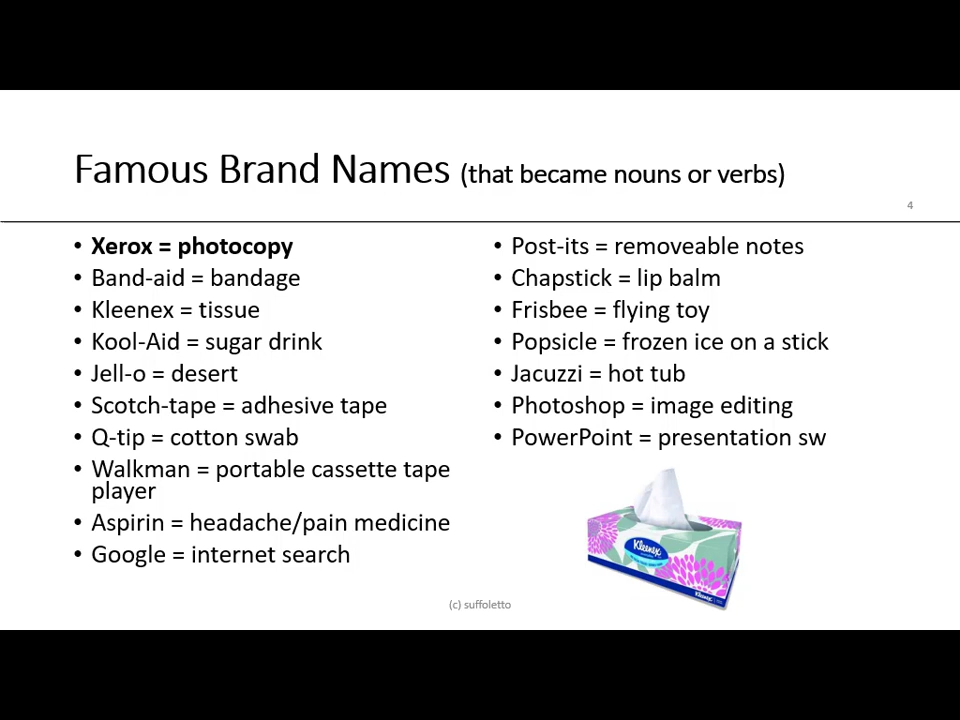 Famous Brand Names (that became nouns or verbs)
4
• Xerox = photocopy
• Band-aid = bandage
• Kleenex = tissue
• Kool-Aid = sugar drink
• Jell-o = desert
• Scotch-tape = adhesive tape
• Q-tip = cotton swab
• Walkman = portable cassette tape
player
• Aspirin = headache/pain medicine
• Google = internet search
• Post-its = removeable notes
• Chapstick = lip balm
• Frisbee = flying toy
• Popsicle = frozen ice on a stick
• Jacuzzi = hot tub
• Photoshop = image editing
• PowerPoint = presentation sw
Kleenex
Kleenex
(c) suffoletto